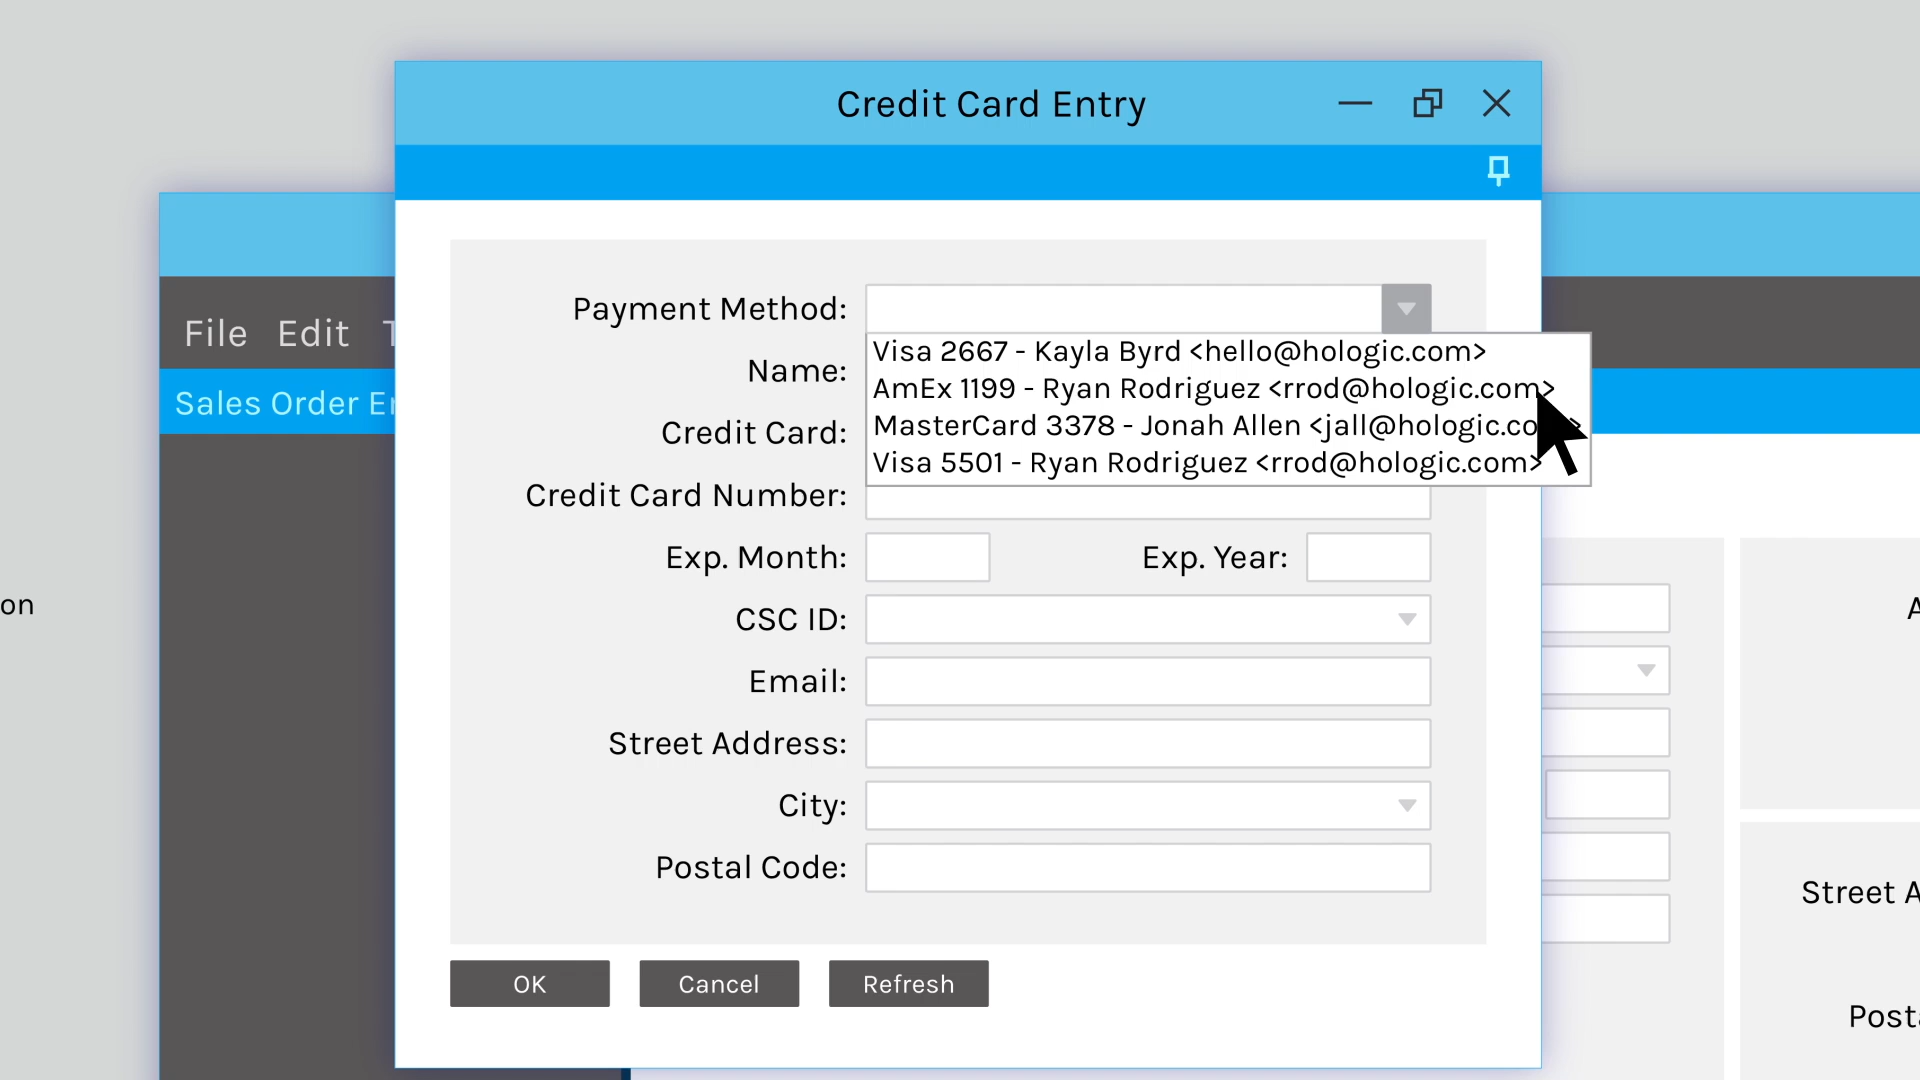 Credit Card Entry
File Edit
Sales Order
Payment Method:
Visa 2667 - Kayla Byrd <hello@hologic.com>
Name:
AmEx 1199 - Ryan Rodriguez <rrod@hologic.com>
Credit Card:
MasterCard 3378 - Jonah Allen <jall@hologic.co
Visa 5501 - Ryan Rodriguez <rrod@hologic.com>
Credit Card Number:
Exp. Month:
Exp. Year:
on
CSC ID:
Email:
Street Address:
City:
Postal Code:
Street A
Post
OK
Cancel
Refresh